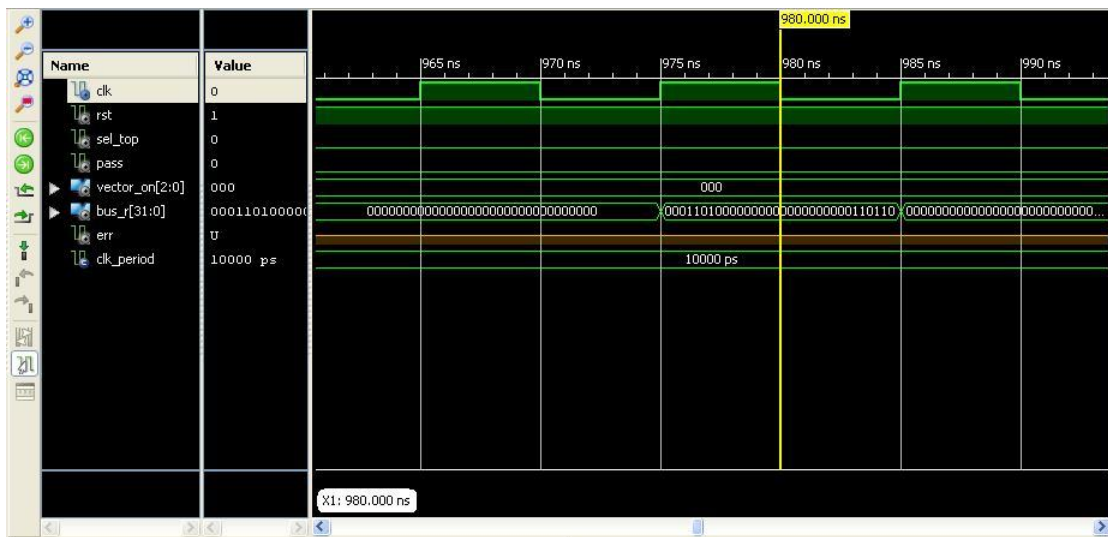 980.000 ns
Name Value
965 ns 970 ns 975 ns 980 ns 985 ns 990 ns
clk 0
rst 1
sel_top 0
pass 0
vector_on[2:0] 000 000
bus_r[31:0] 00011010000( 00000000000000000000000000000000 00011010000000000000000000110110 000000000000000000000000000...
err U
clk_period 10000 ps 10000 ps
X1: 980.000 ns